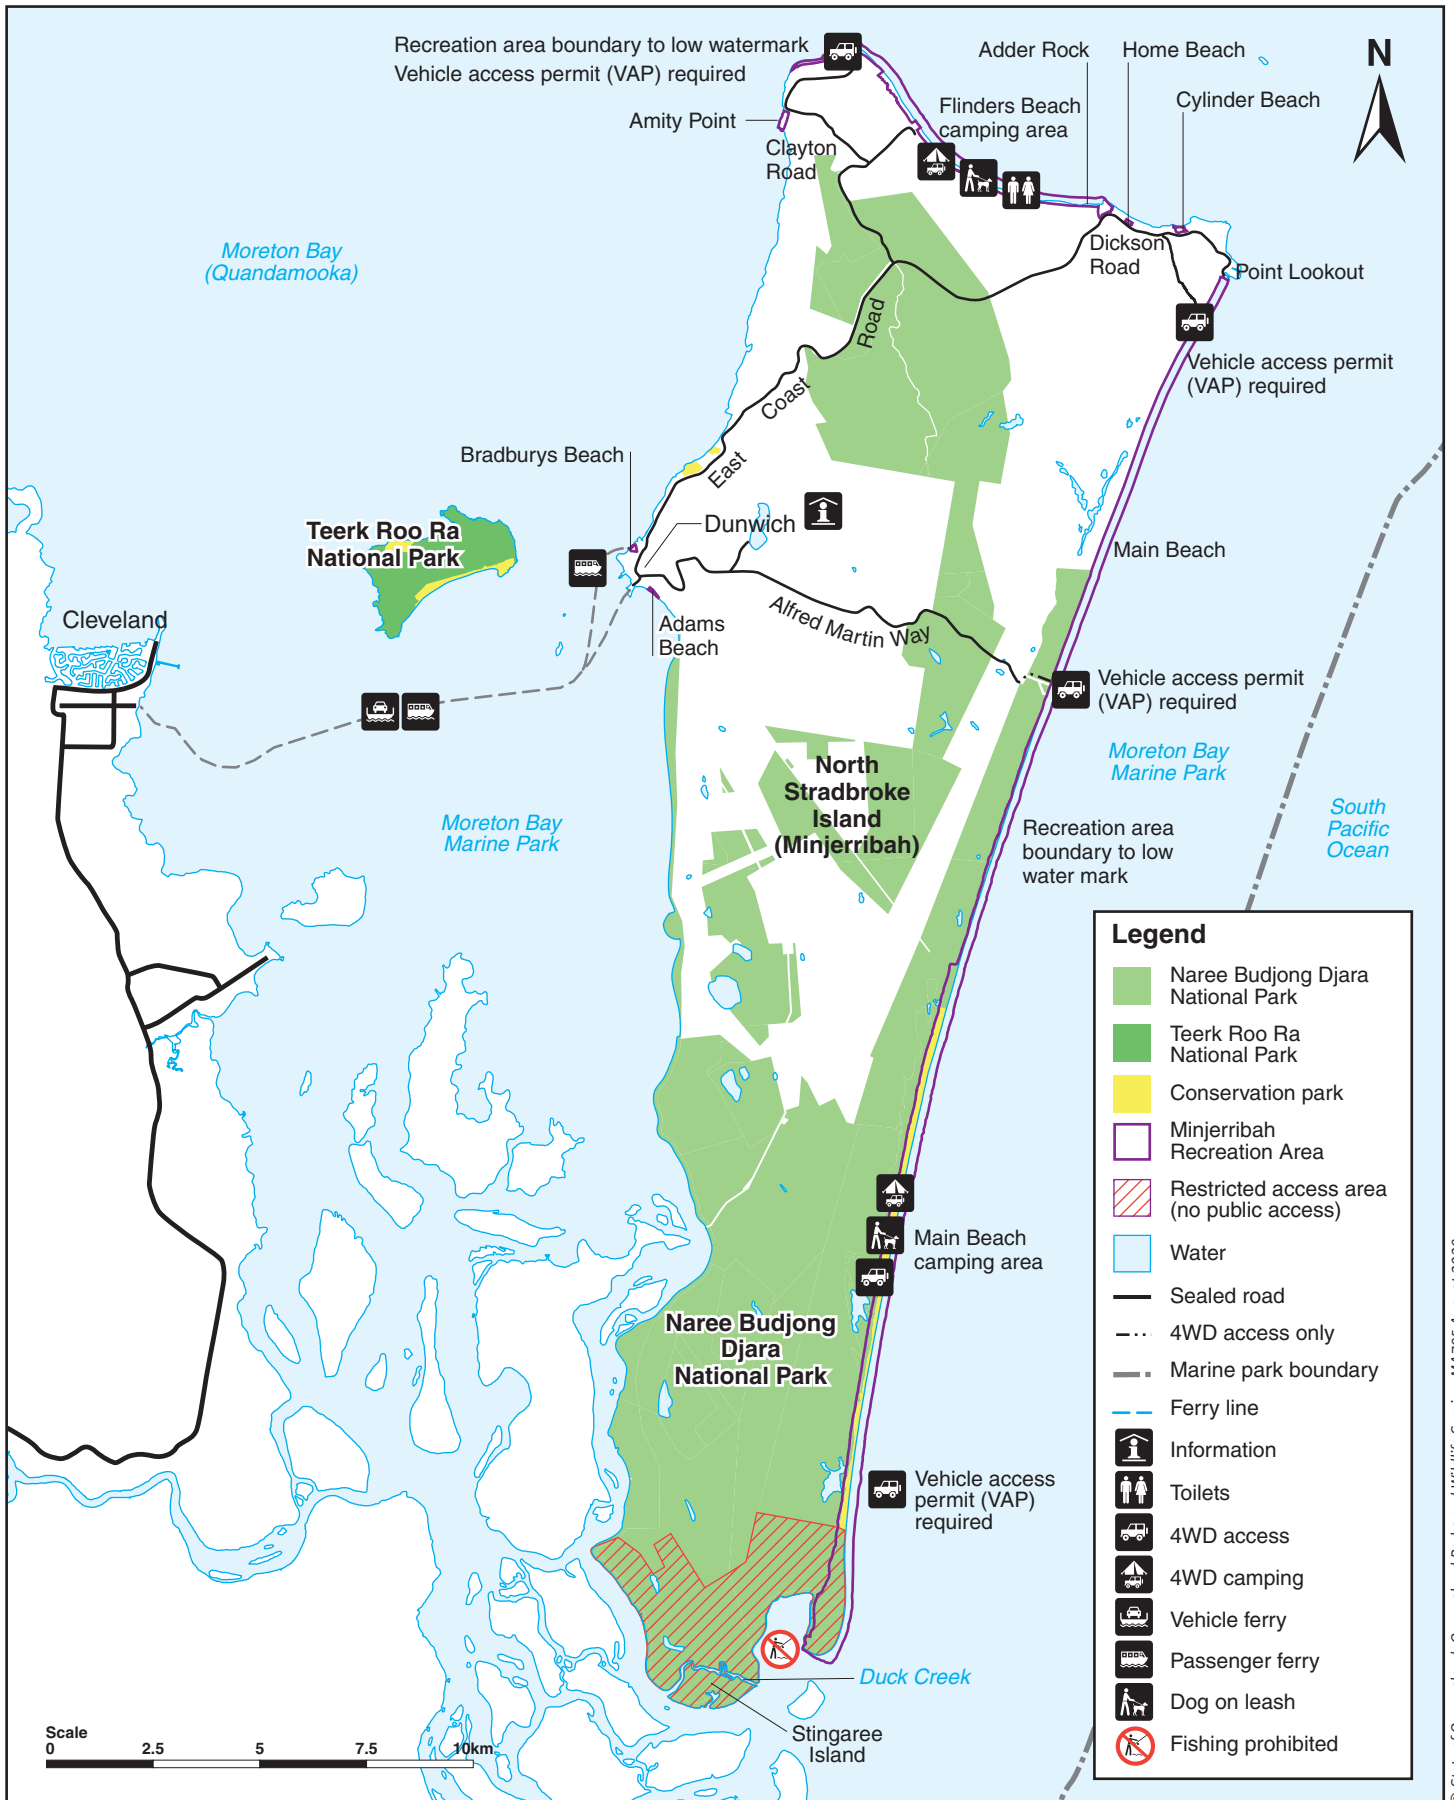 Recreation area boundary to low watermark
Vehicle access permit (VAP) required
Adder Rock
Home Beach
N
Cylinder Beach
Flinders Beach
camping area
Amity Point
Clayton
Road
Moreton Bay
(Quandamooka)
Dickson
Road
Point Lookout
Road
Vehicle access permit
(VAP) required
Coast
Bradburys Beach
East
Dunwich
Teerk Roo Ra
National Park
Main Beach
Cleveland
Adams
Beach
Alfred Martin Way
Vehicle access permit
(VAP) required
Moreton Bay
Marine Park
North
Stradbroke
Island
(Minjerribah)
South
Pacific
Ocean
Moreton Bay
Marine Park
Recreation area
boundary to low
water mark
Main Beach
camping area
Naree Budjong
Djara
National Park
Vehicle access
permit (VAP)
required
Duck Creek
Stingaree
Island
Scale
0 2.5 5 7.5 10km
Legend
Naree Budjong Djara
National Park
Teerk Roo Ra
National Park
Conservation park
Minjerribah
Recreation Area
Restricted access area
(no public access)
Water
Sealed road
4WD access only
Marine park boundary
Ferry line
Information
Toilets
4WD access
4WD camping
Vehicle ferry
Passenger ferry
Dog on leash
Fishing prohibited